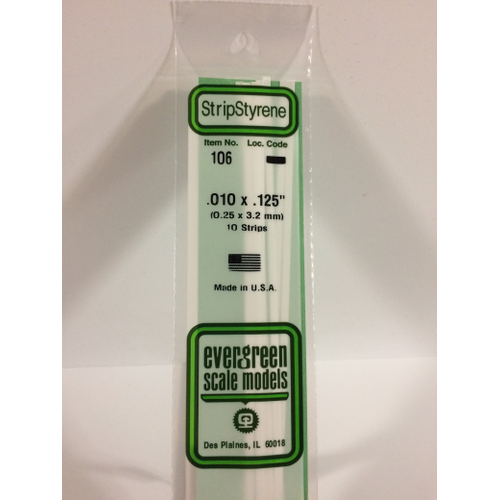 StripStyrene
Item No. Loc. Code
106
.010 x .125"
(0.25 x 3.2 mm)
10 Strips
Made in U.S.A.
evergreen
scale models
Des Plaines, IL 60018